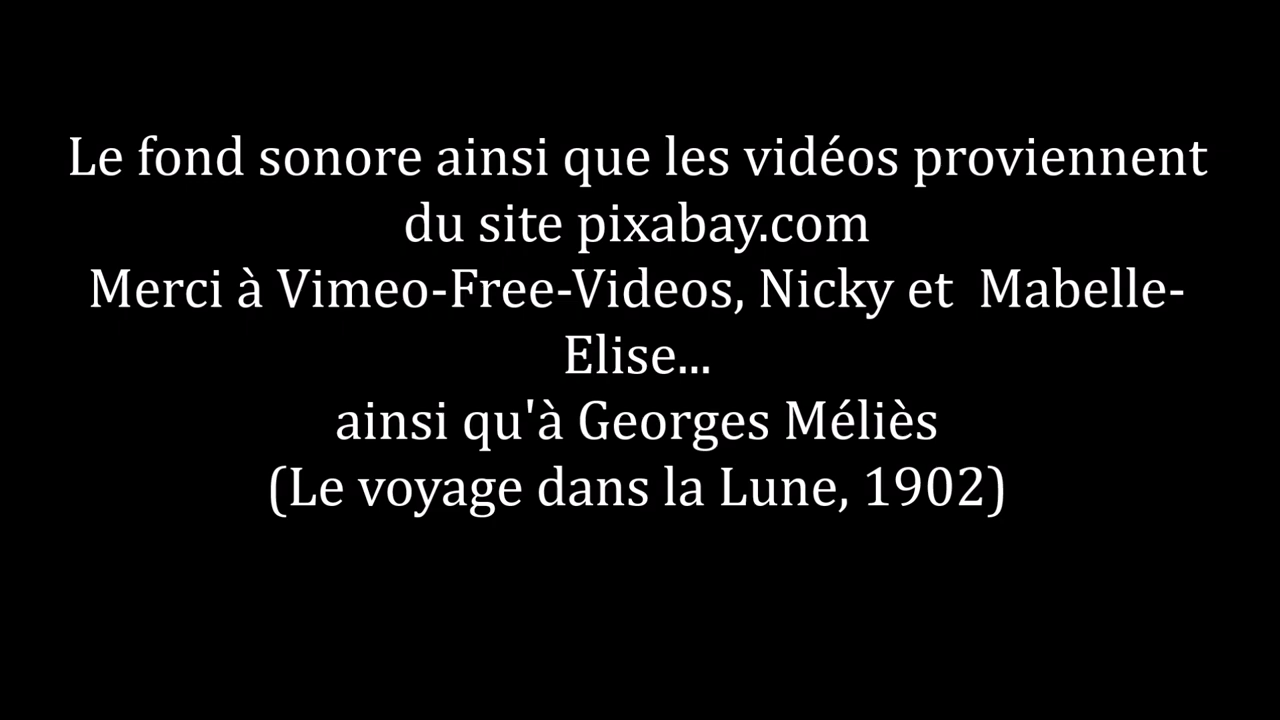 Le fond sonore ainsi que les vidéos proviennent
du site pixabay.com
Merci à Vimeo-Free-Videos, Nicky et  Mabelle-
Elise...
ainsi qu'à Georges Méliès
(Le voyage dans la Lune, 1902)